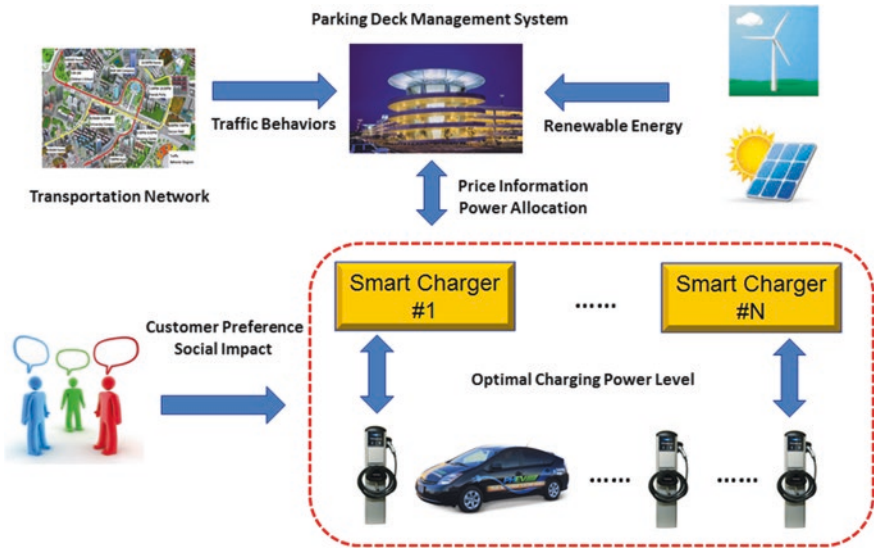 Parking Deck Management System
Traffic Behaviors
Renewable Energy
Transportation Network
Price Information
Power Allocation
Smart Charger
#1
......
Smart Charger
#N
Customer Preference
Social Impact
Optimal Charging Power Level
......
......